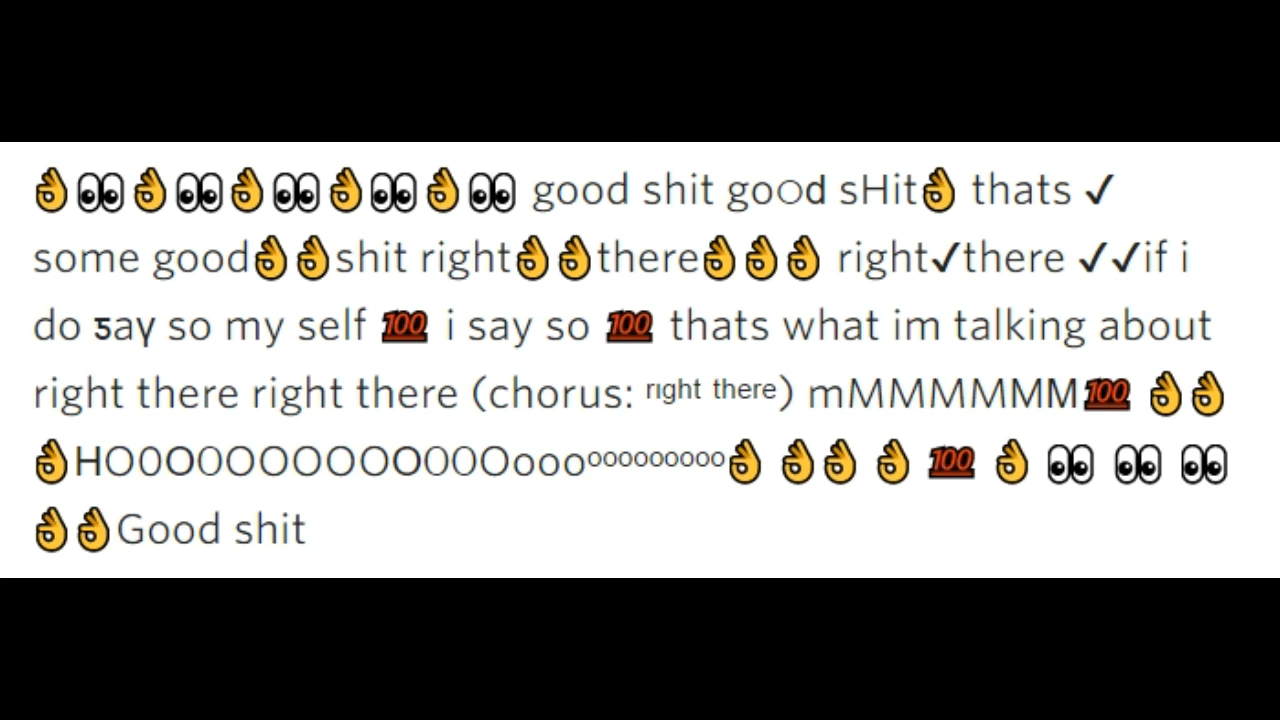 👌👀👌👀👌👀👌👀👌👀 good shit go౦ԁ sHit👌 thats ✔
some good👌👌shit right👌👌there👌👌👌 right✔there ✔✔if i
do ƽaү so my self 💯 i say so 💯 thats what im talking about
right there right there (chorus: ʳᶦᵍʰᵗ ᵗʰᵉʳᵉ) mMMMMᎷМ💯 👌👌
👌НO0ОଠOOOOOОଠଠOoooᵒᵒᵒᵒᵒᵒᵒᵒᵒ👌 👌👌 👌 💯 👌 👀 👀 👀
👌👌Good shit